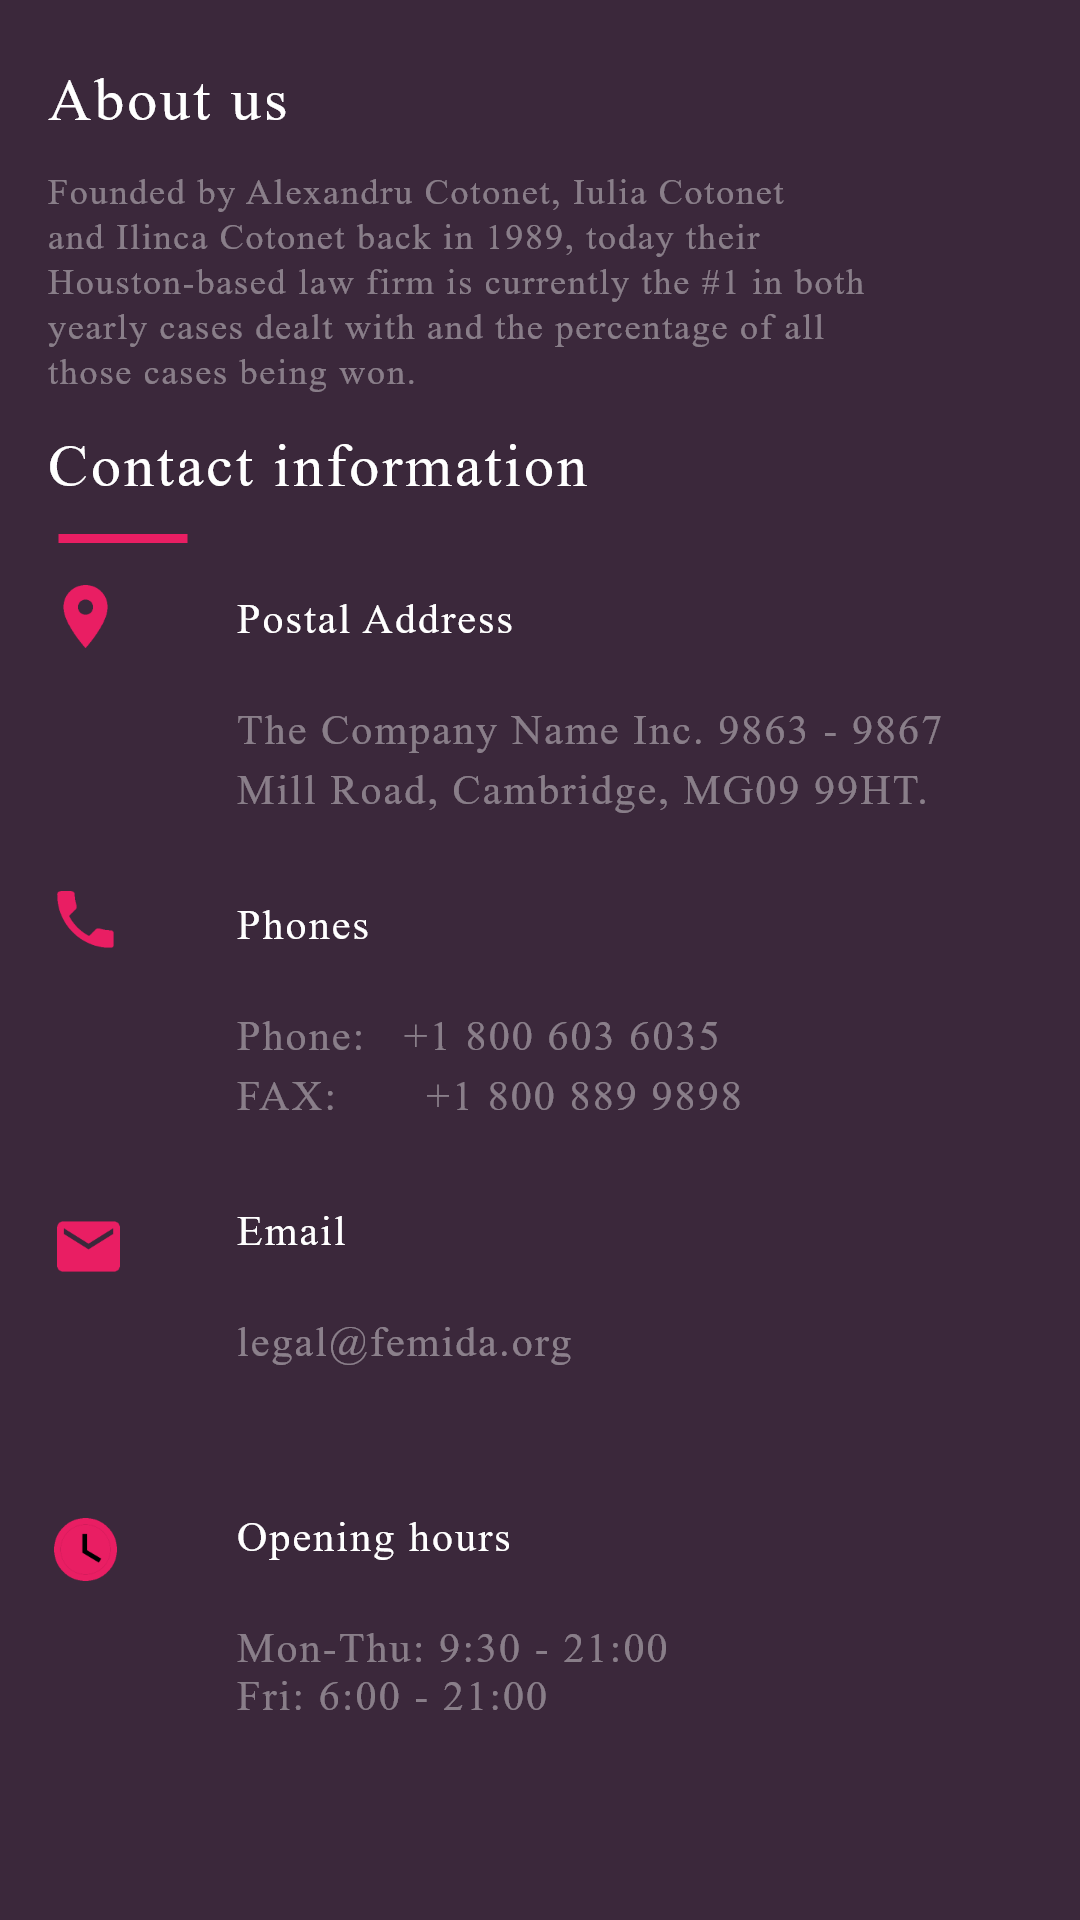 About us
Founded by Alexandru Cotonet, Iulia Cotonet
and Ilinca Cotonet back in 1989, today their
Houston-based law firm is currently the #1 in both
yearly cases dealt with and the percentage of all
those cases being won.
Contact information
Postal Address
The Company Name Inc. 9863 - 9867
Mill Road, Cambridge, MG09 99HT.
Phones
Phone: +1 800 603 6035
FAX: +1 800 889 9898
Email
legal@femida.org
Opening hours
Mon-Thu: 9:30 - 21:00
Fri: 6:00 - 21:00